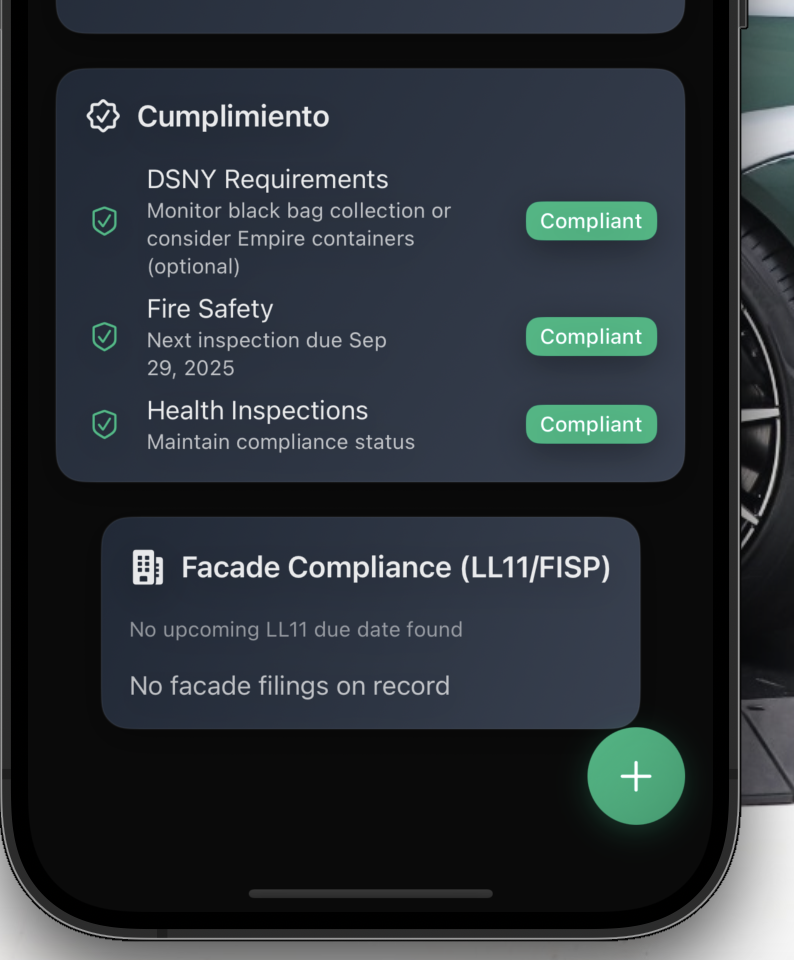 Cumplimiento
DSNY Requirements
Monitor black bag collection or
consider Empire containers
(optional)
Compliant
Fire Safety
Next inspection due Sep
29, 2025
Compliant
Health Inspections
Maintain compliance status
Compliant
Facade Compliance (LL11/FISP)
No upcoming LL11 due date found
No facade filings on record